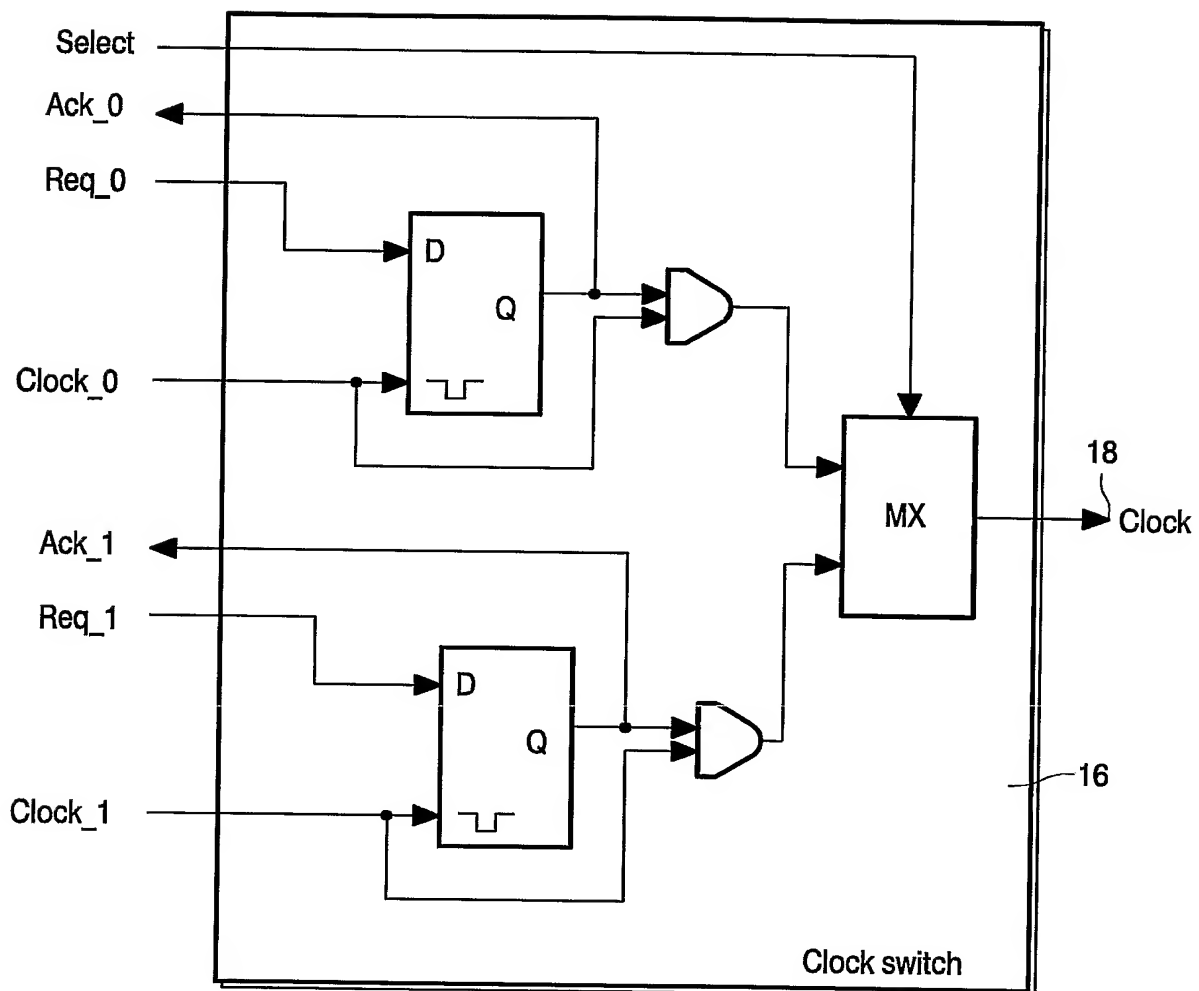 Select
Ack_0
Req_0
D
Q
Clock_0
MX
18
Clock
Ack_1
Req_1
D
Q
16
Clock_1
Clock switch